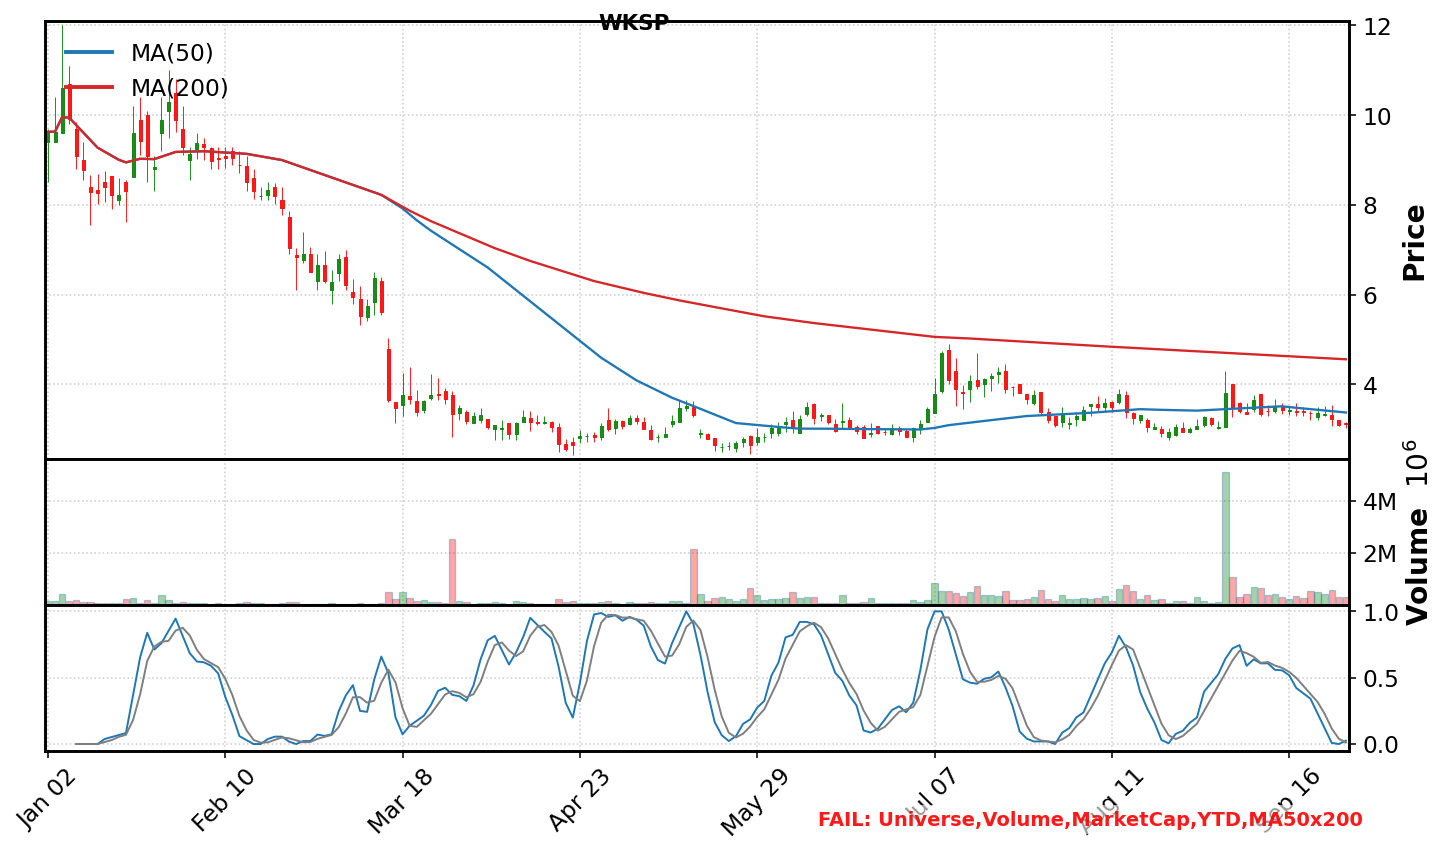 WKSP
MA(50)
MA(200)
12
10
8
6
4
Price
4M
2M
Volume 10^6
1.0
0.5
0.0
Jan 02
Feb 10
Mar 18
Apr 23
May 29
Jul 07
Aug 11
Sep 16
FAIL: Universe,Volume,MarketCap,YTD,MA50x200